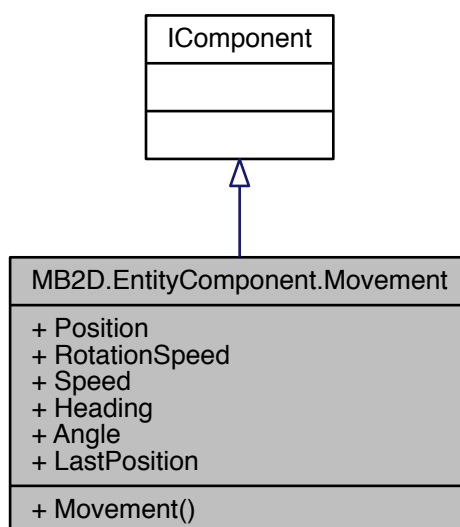 IComponent
MB2D.EntityComponent.Movement
+ Position
+ RotationSpeed
+ Speed
+ Heading
+ Angle
+ LastPosition
+ Movement()